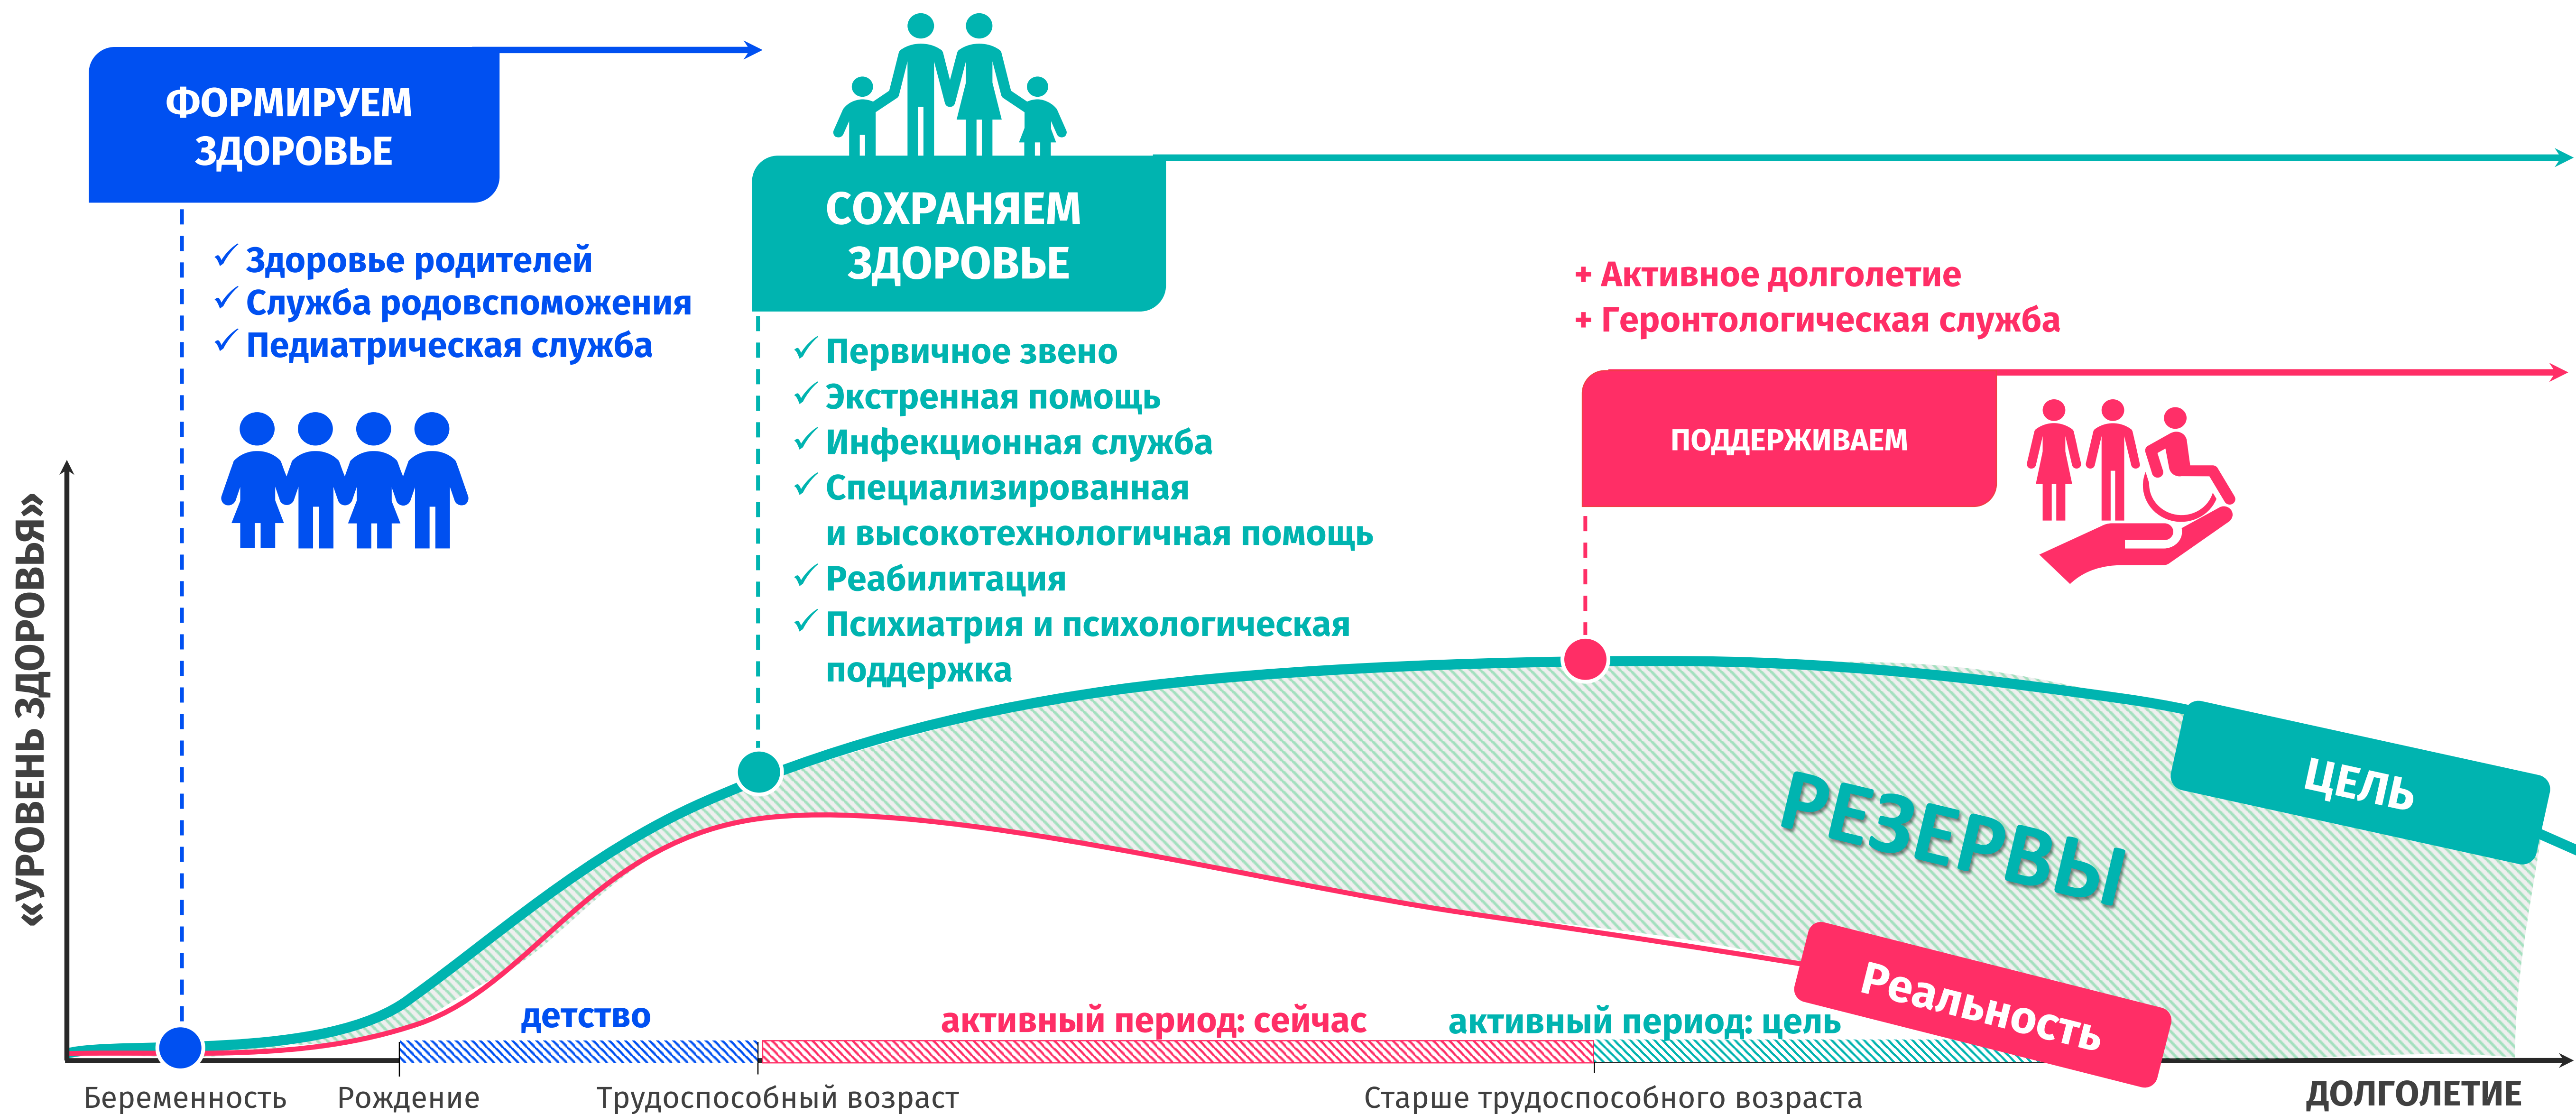 ФОРМИРУЕМ
ЗДОРОВЬЕ
✓ Здоровье родителей
✓ Служба родовспоможения
✓ Педиатрическая служба
СОХРАНЯЕМ
ЗДОРОВЬЕ
✓ Первичное звено
✓ Экстренная помощь
✓ Инфекционная служба
✓ Специализированная
и высокотехнологичная помощь
✓ Реабилитация
✓ Психиатрия и психологическая
поддержка
+ Активное долголетие
+ Геронтологическая служба
ПОДДЕРЖИВАЕМ
«УРОВЕНЬ ЗДОРОВЬЯ»
ЦЕЛЬ
РЕЗЕРВЫ
Реальность
детство
активный период: сейчас
активный период: цель
Беременность
Рождение
Трудоспособный возраст
Старше трудоспособного возраста
ДОЛГОЛЕТИЕ